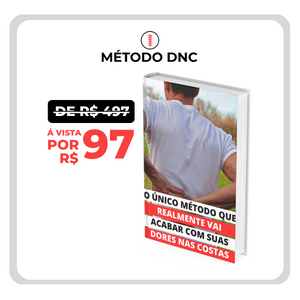 MÉTODO DNC
DE R$ 497
Á VISTA
POR
R$ 97
O ÚNICO MÉTODO QUE
REALMENTE VAI
ACABAR COM SUAS
DORES NAS COSTAS